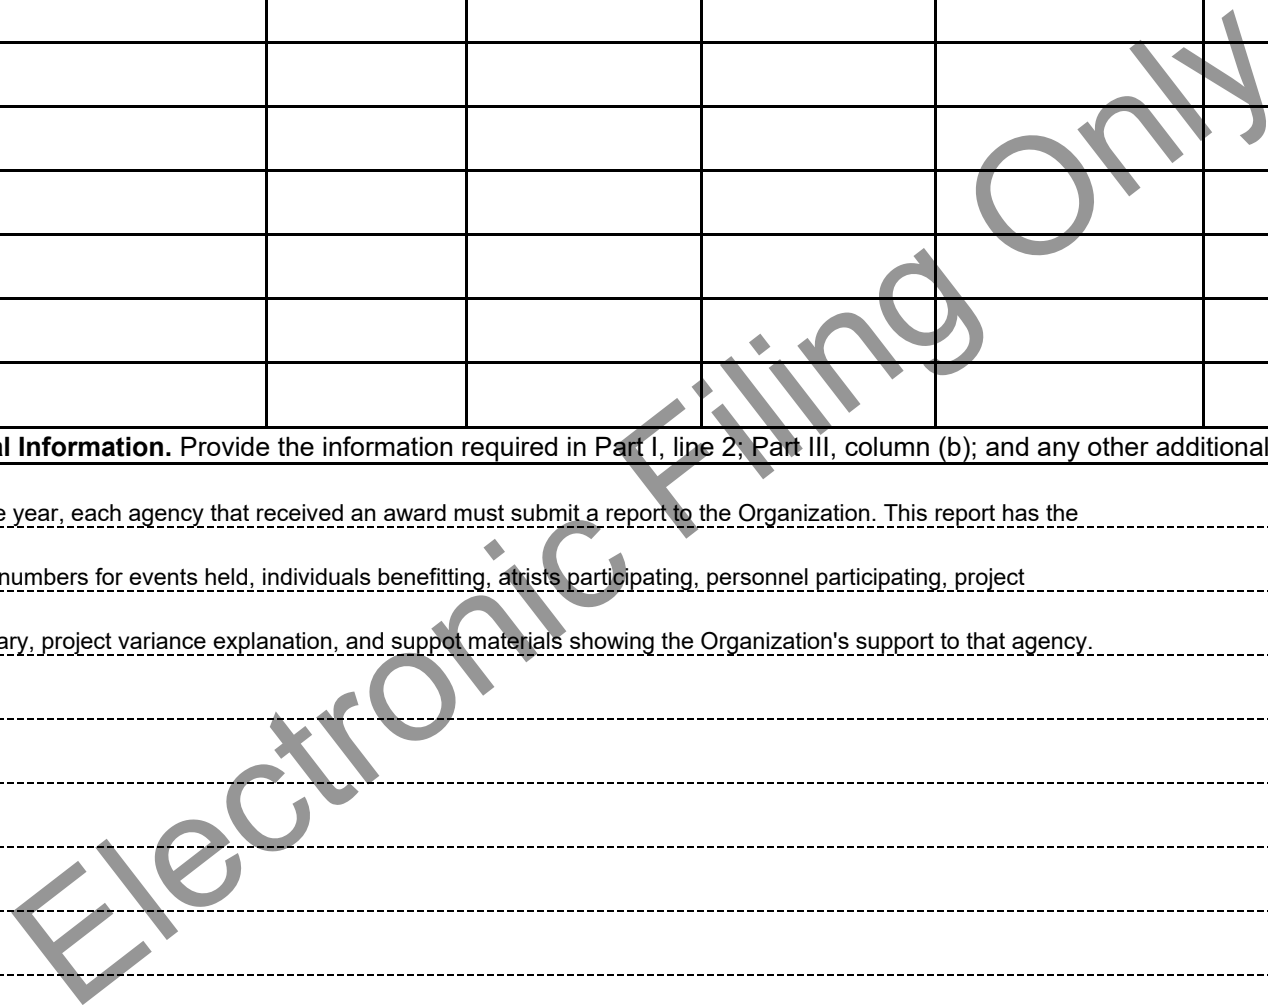 al Information. Provide the information required in Part I, line 2; Part III, column (b); and any other additional
e year, each agency that received an award must submit a report to the Organization. This report has the
numbers for events held, individuals benefitting, atrists participating, personnel participating, project
ary, project variance explanation, and suppot materials showing the Organization's support to that agency.
Electronic Filing Only